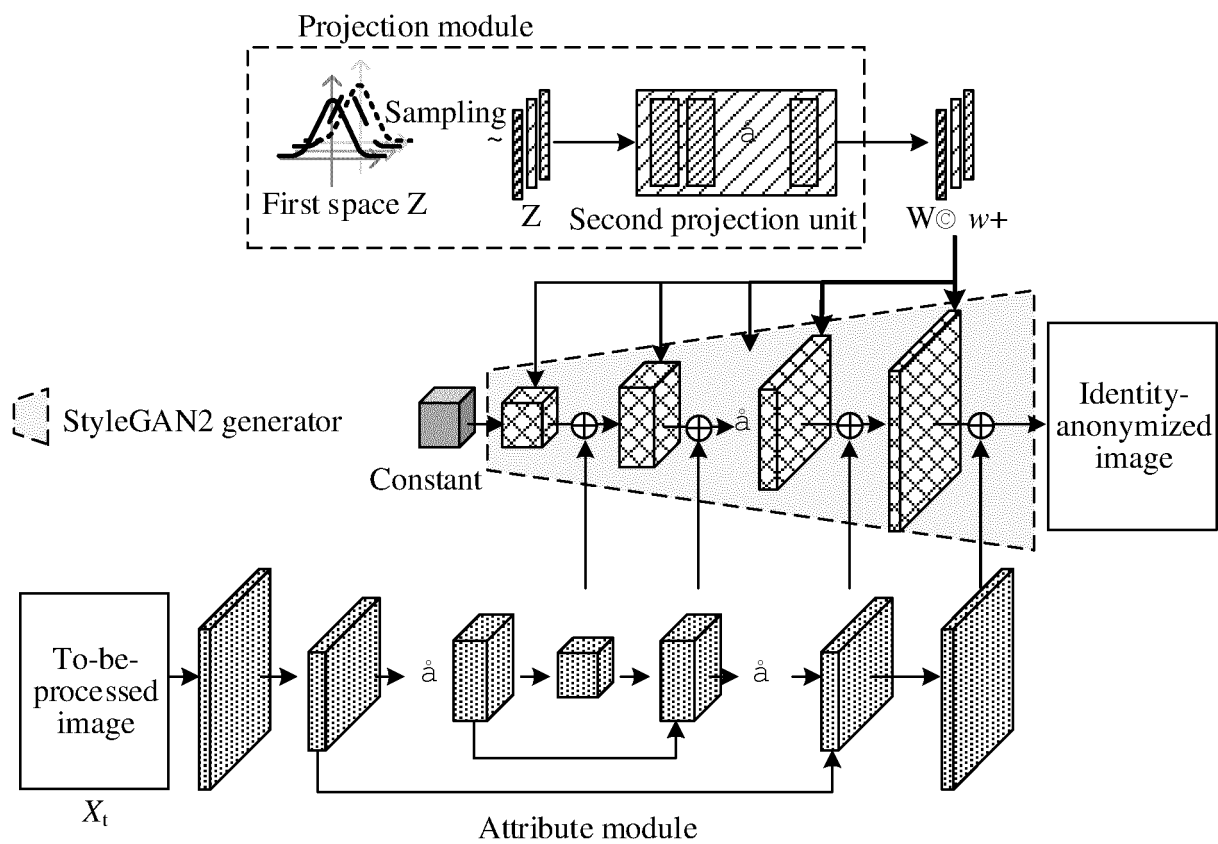 Projection module
Sampling
~
First space Z
Z
Second projection unit
å
W© w+
StyleGAN2 generator
Constant
å
Identity-
anonymized
image
To-be-
processed
image
å
å
Xt
Attribute module